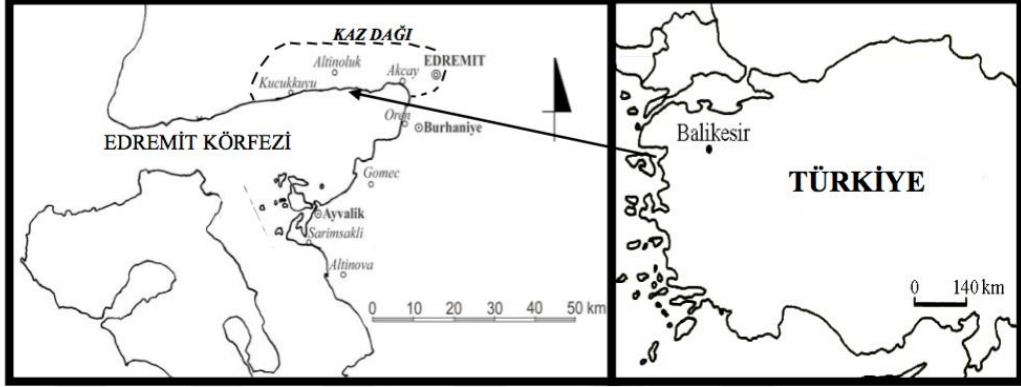 KAZ DAĞI
Altinoluk
EDREMIT
Akcay
Kucukkuyu
Oren
Burhaniye
EDREMIT KÖRFEZİ
Gomec
Ayvalik
Sarimsakli
Altinova
0 10 20 30 40 50 km
Balikesir
TÜRKİYE
0 140 km